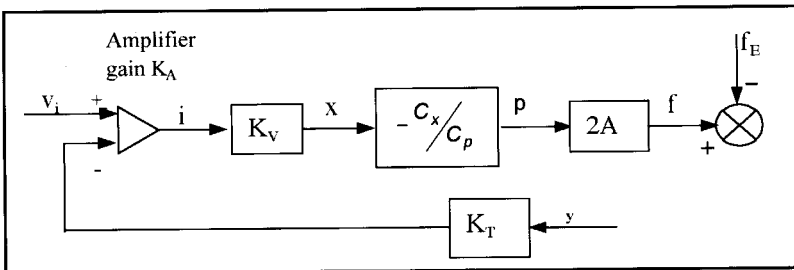 Amplifier
gain K_A
f_E
v_i + i K_V x - C_x / C_p p 2A f + -
-
K_T y